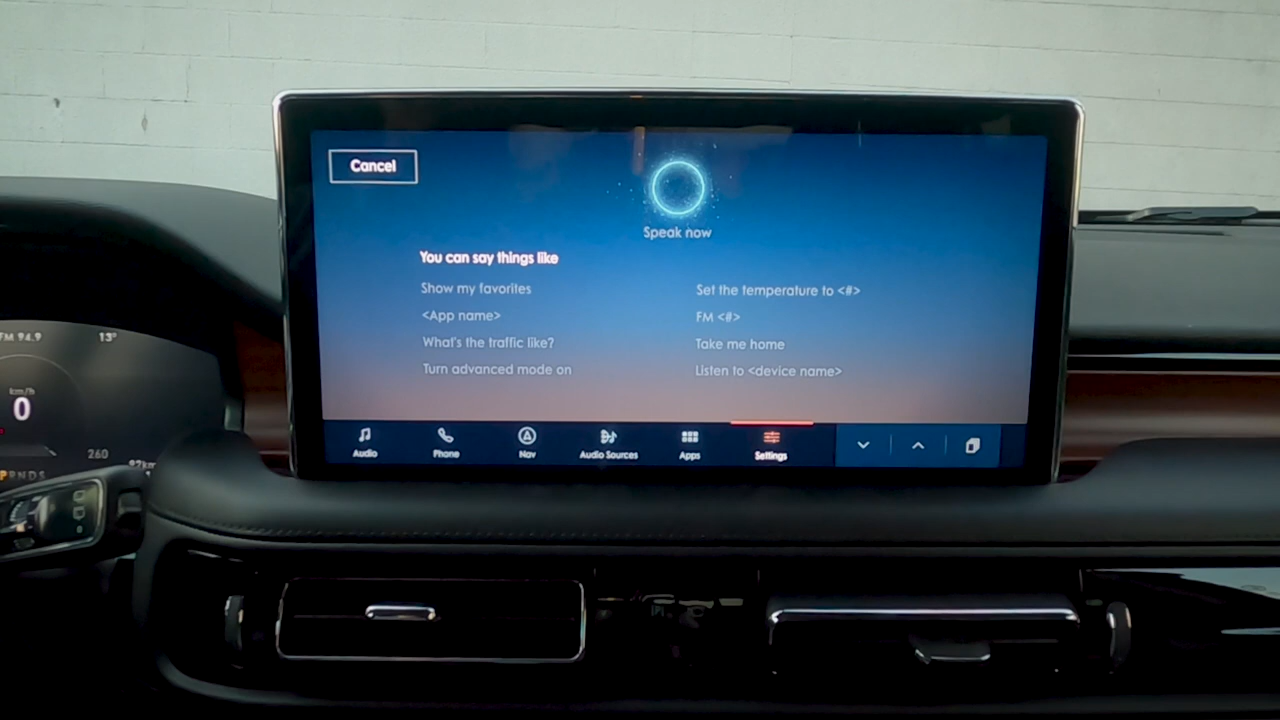 Cancel
Speak now
You can say things like
Show my favorites
<App name>
What's the traffic like?
Turn advanced mode on
Set the temperature to <#>
FM <#>
Take me home
Listen to <device name>
Audio
Phone
Nav
Audio Sources
Apps
Settings
FM 94.9
13°
km/h
0
260
PRNDS